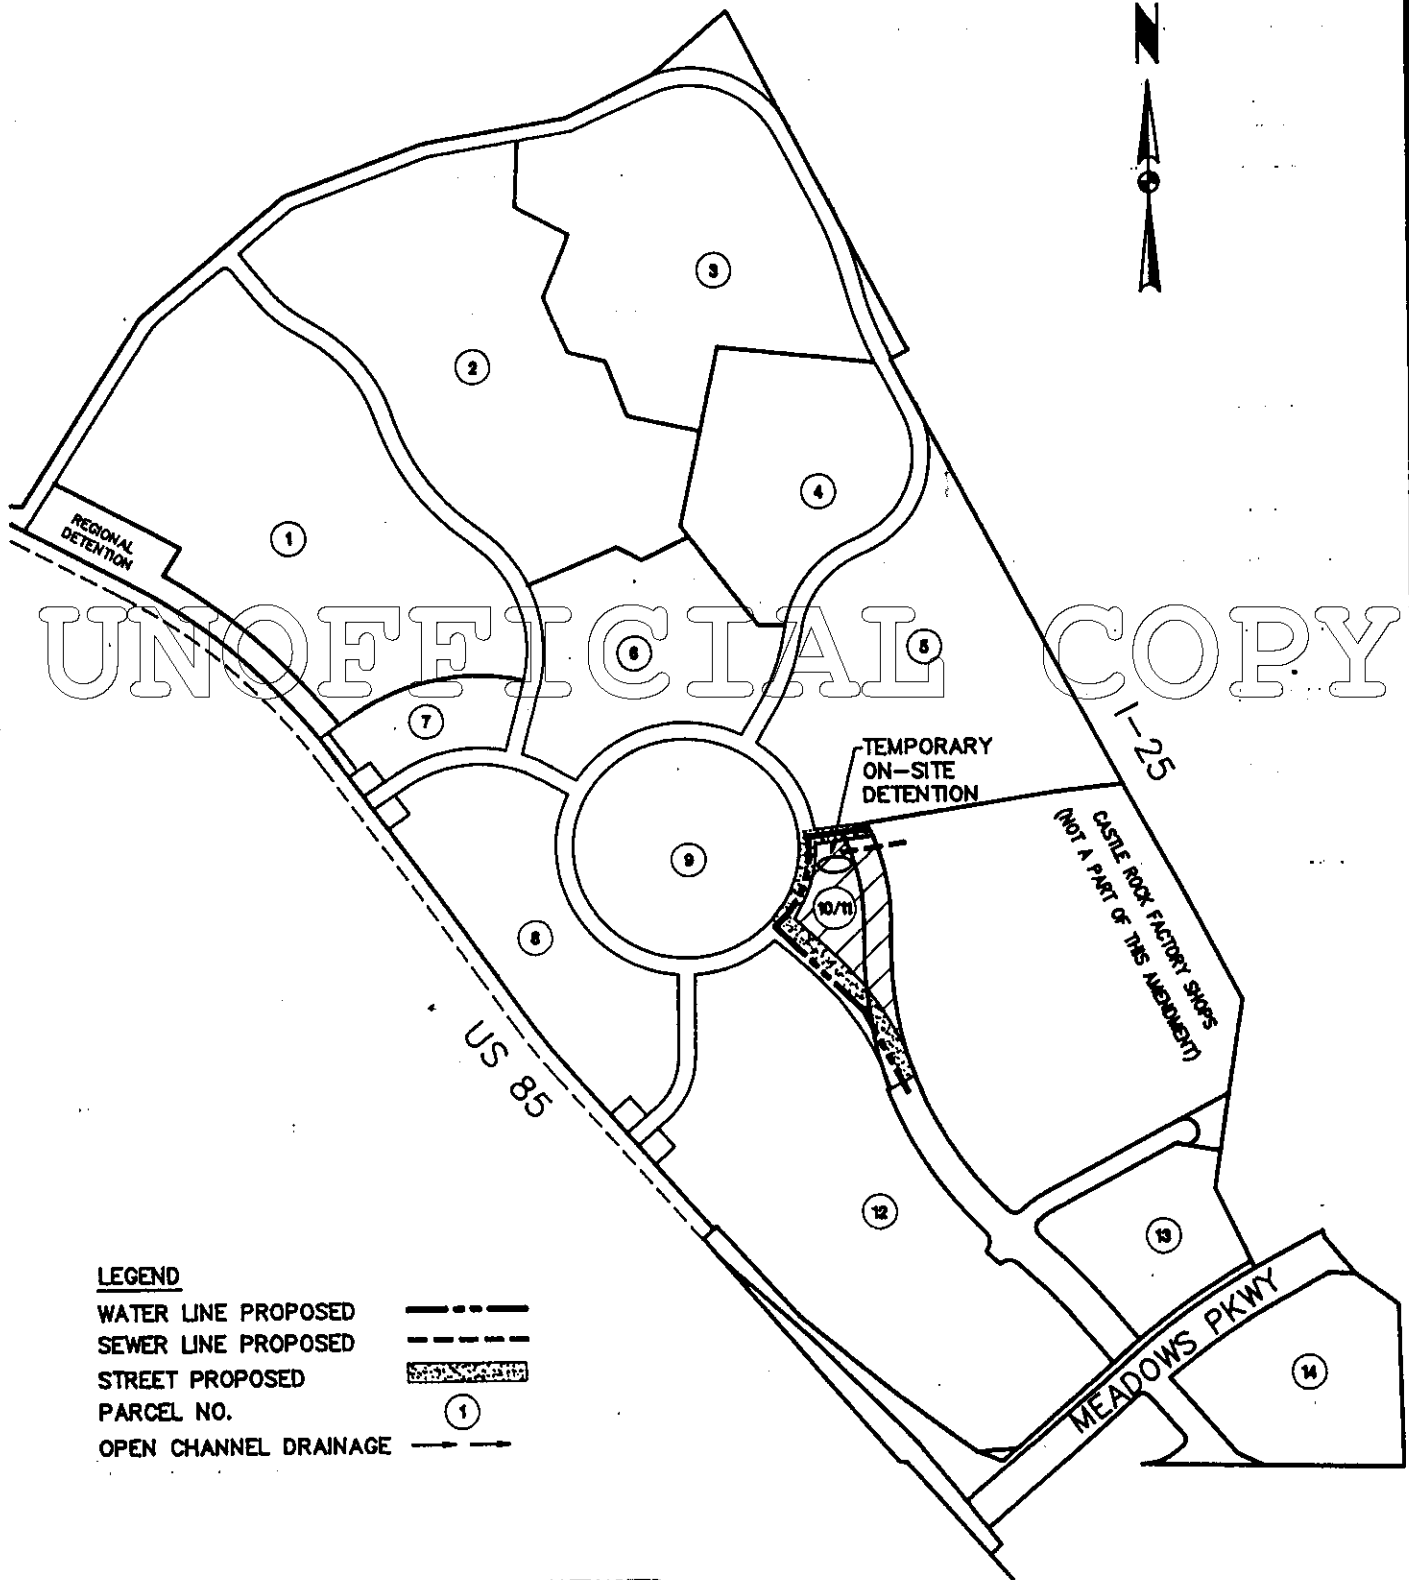 N
3
2
4
1
REGIONAL
DETENTION
UNOFFICIAL COPY
5
6
7
I-25
TEMPORARY
ON-SITE
DETENTION
CASTLE ROCK FACTORY SHOPS
(NOT A PART OF THIS AMENDMENT)
9
10/11
8
US 85
12
13
MEADOWS PKWY
14
LEGEND
WATER LINE PROPOSED
SEWER LINE PROPOSED
STREET PROPOSED
PARCEL NO. 1
OPEN CHANNEL DRAINAGE